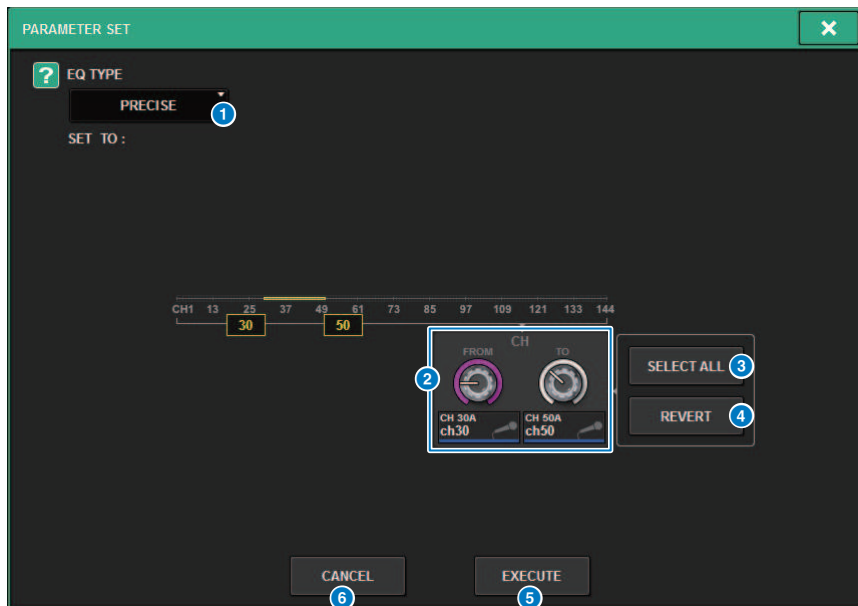 PARAMETER SET
?
EQ TYPE
PRECISE
1
SET TO :
CH1 13 25 37 49 61 73 85 97 109 121 133 144
30 50
CH
FROM TO
2
CH 30A CH 50A
ch30 ch50
SELECT ALL 3
REVERT 4
CANCEL EXECUTE
6 5